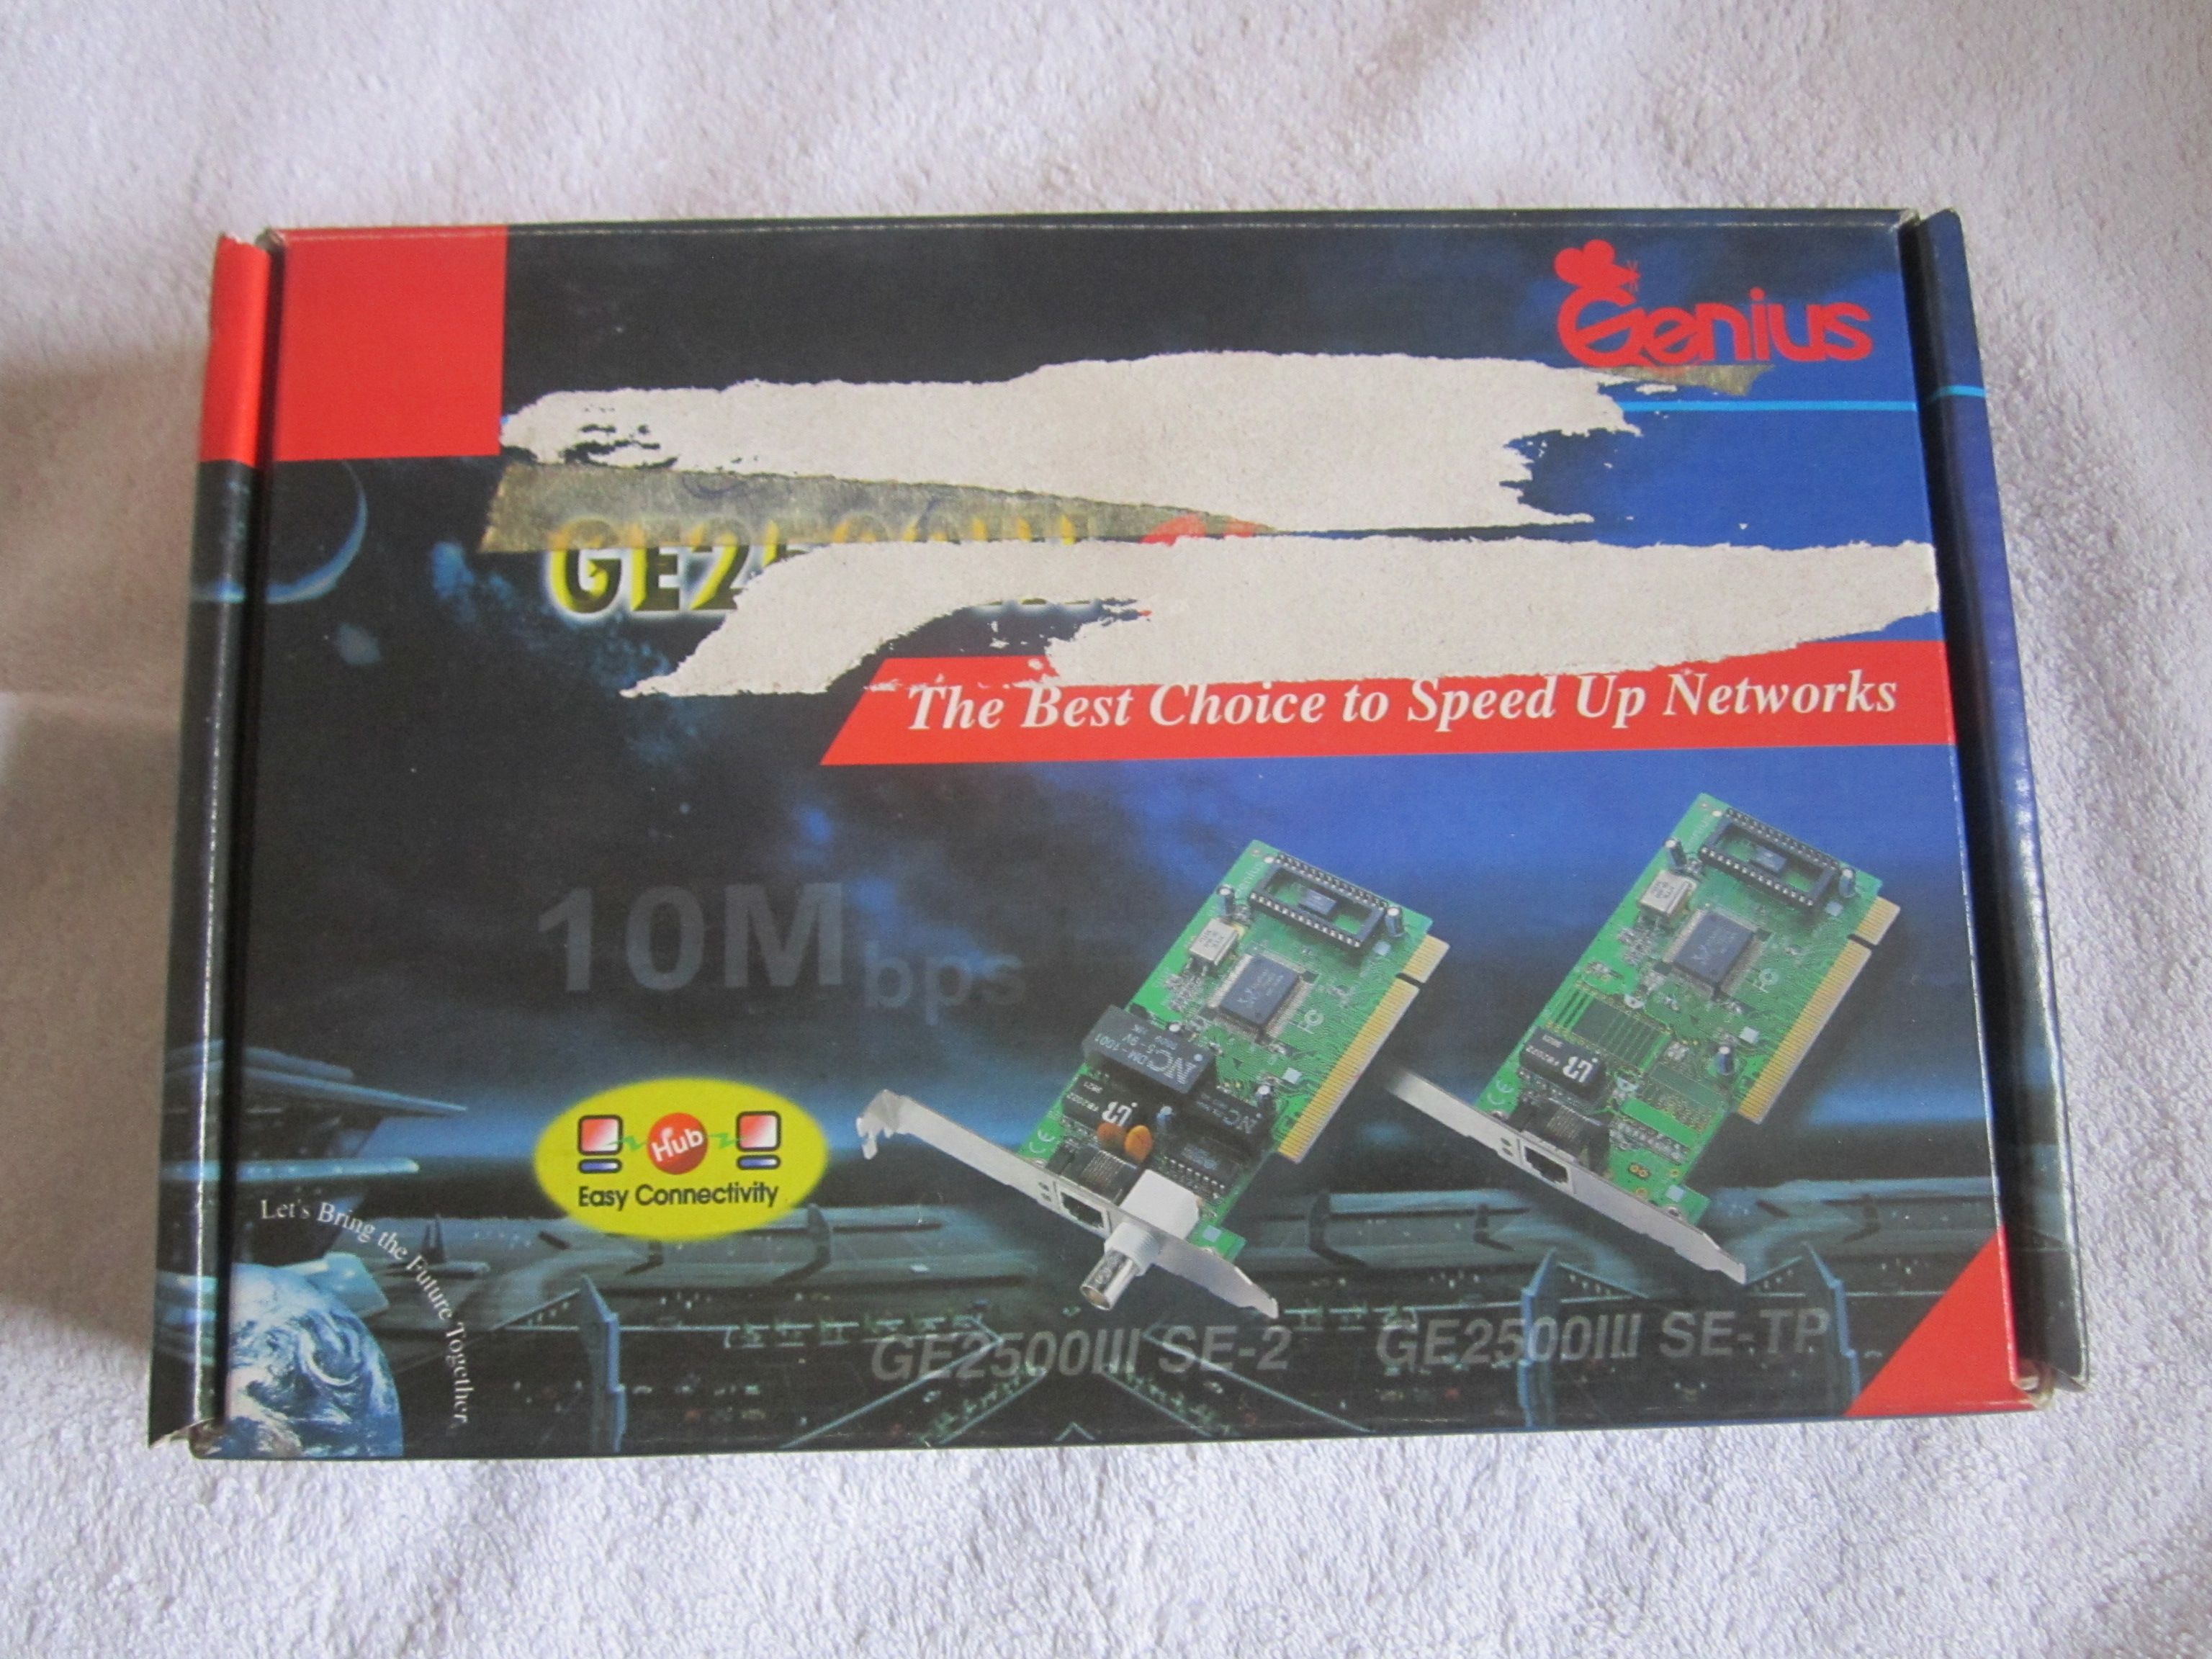 Genius
GE2500III
The Best Choice to Speed Up Networks
10Mbps
Hub
Easy Connectivity
Let's Bring the Future Together
GE2500III SE-2
GE2500III SE-TP